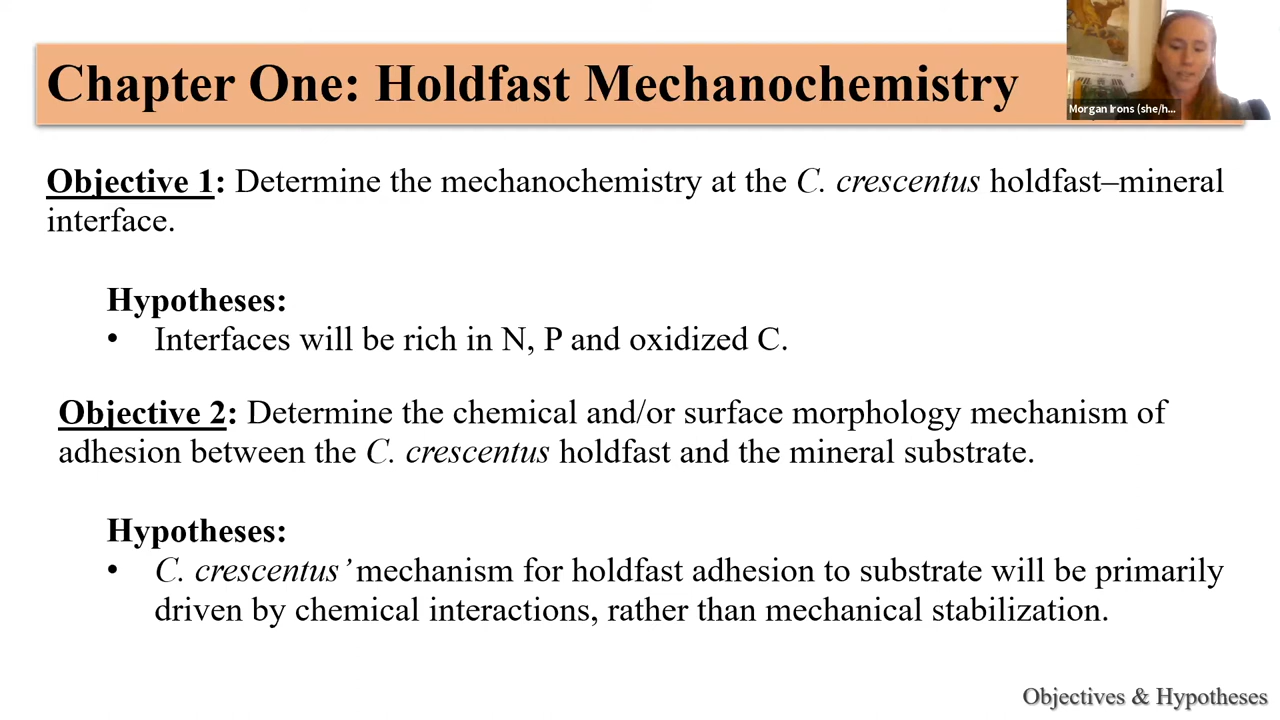 Chapter One: Holdfast Mechanochemistry
Morgan Irons (she/h...
Objective 1: Determine the mechanochemistry at the C. crescentus holdfast–mineral
interface.
Hypotheses:
• Interfaces will be rich in N, P and oxidized C.
Objective 2: Determine the chemical and/or surface morphology mechanism of
adhesion between the C. crescentus holdfast and the mineral substrate.
Hypotheses:
• C. crescentus’ mechanism for holdfast adhesion to substrate will be primarily
driven by chemical interactions, rather than mechanical stabilization.
Objectives & Hypotheses